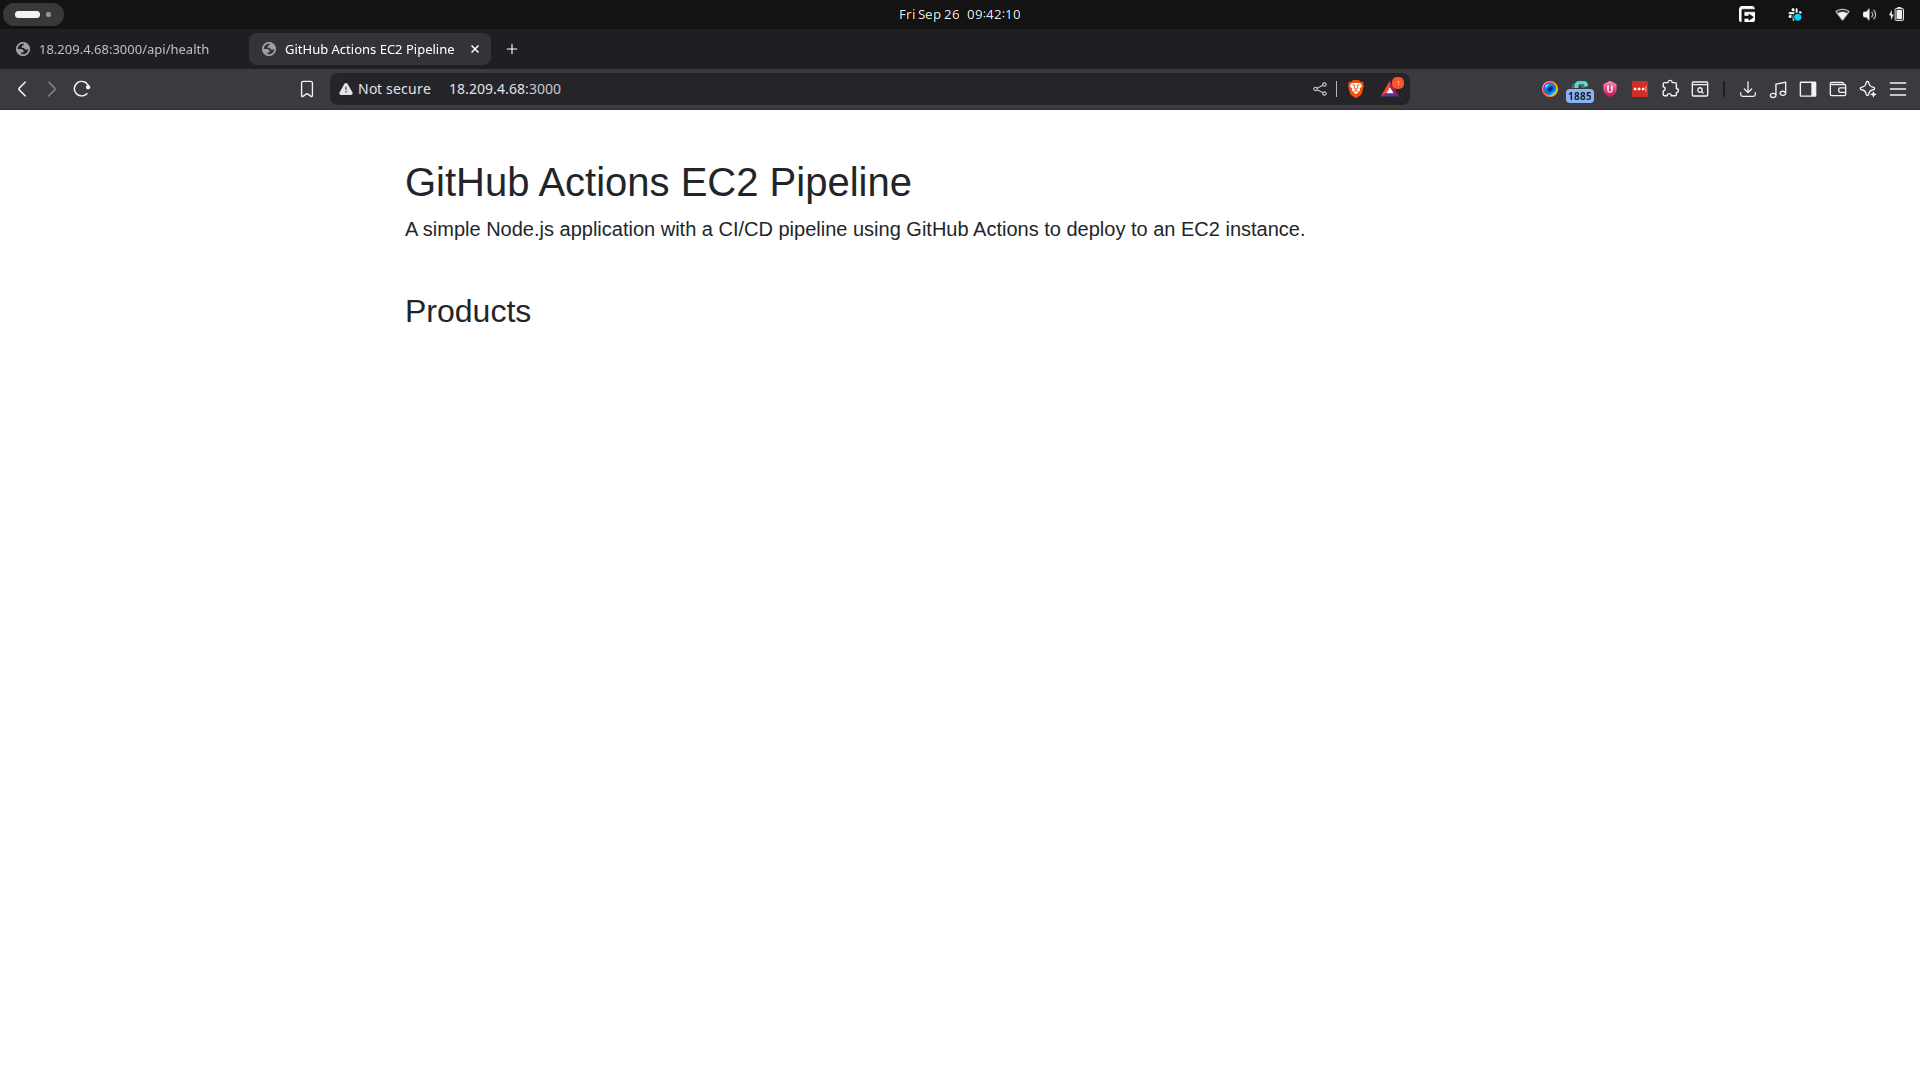 Fri Sep 26 09:42:10
18.209.4.68:3000/api/health
GitHub Actions EC2 Pipeline
Not secure
18.209.4.68:3000
1885
GitHub Actions EC2 Pipeline
A simple Node.js application with a CI/CD pipeline using GitHub Actions to deploy to an EC2 instance.
Products